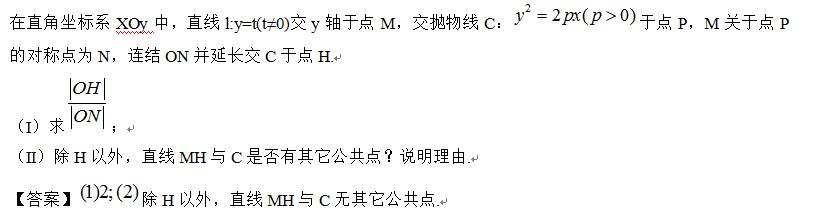 在直角坐标系 XOy 中，直线 l:y=t(t≠0)交 y 轴于点 M，交抛物线 C：y²=2px(p>0)于点 P，M 关于点 P
的对称点为 N，连结 ON 并延长交 C 于点 H.↵
（I）求 |OH|/|ON| ；↵
（II）除 H 以外，直线 MH 与 C 是否有其它公共点？说明理由.↵
【答案】(1)2;(2)除 H 以外，直线 MH 与 C 无其它公共点.↵